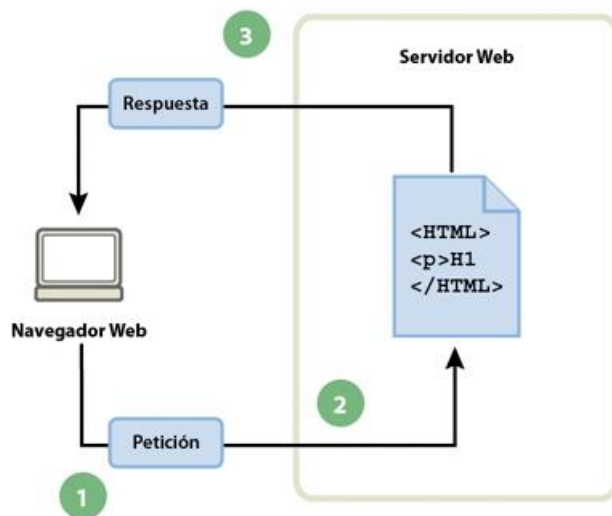 3
Servidor Web
Respuesta
<HTML>
<p>H1
</HTML>
Navegador Web
2
Petición
1